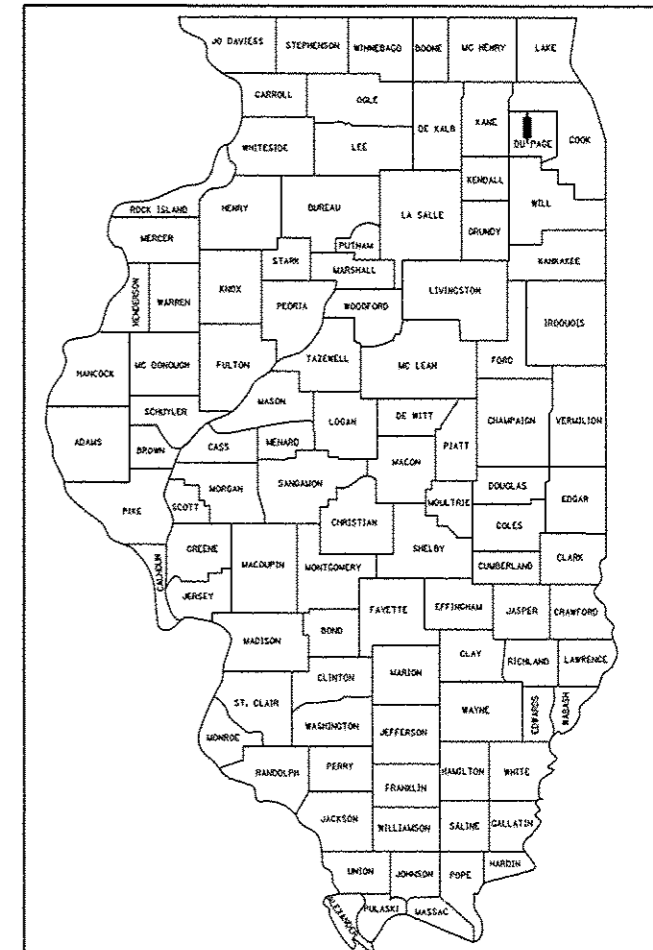 JO DAVIESS STEPHENSON WINNEBAGO BOONE MC HENRY LAKE
CARROLL OGLE DE KALB KANE DU PAGE COOK
WHITESIDE LEE
KENDALL
ROCK ISLAND HENRY BUREAU LA SALLE GRUNDY WILL
MERCER PUTNAM
STARK MARSHALL KANKAKEE
HENDERSON WARREN KNOX PEORIA WOODFORD LIVINGSTON IROQUOIS
HANCOCK MC DONOUGH FULTON TAZEWELL MC LEAN FORD
MASON
SCHUYLER LOGAN DE WITT CHAMPAIGN VERMILION
ADAMS BROWN CASS MENARD PIATT
MACON
MORGAN SANGAMON DOUGLAS
PIKE SCOTT CHRISTIAN MOULTRIE EDGAR
COLES
GREENE MACOUPIN MONTGOMERY SHELBY CLARK
CALHOUN CUMBERLAND
JERSEY FAYETTE EFFINGHAM JASPER CRAWFORD
MADISON BOND
CLAY RICHLAND LAWRENCE
CLINTON MARION
ST. CLAIR WAYNE EDWARDS WABASH
WASHINGTON JEFFERSON
MONROE
RANDOLPH PERRY HAMILTON WHITE
FRANKLIN
JACKSON WILLIAMSON SALINE GALLATIN
UNION JOHNSON POPE HARDIN
ALEXANDER PULASKI MASSAC